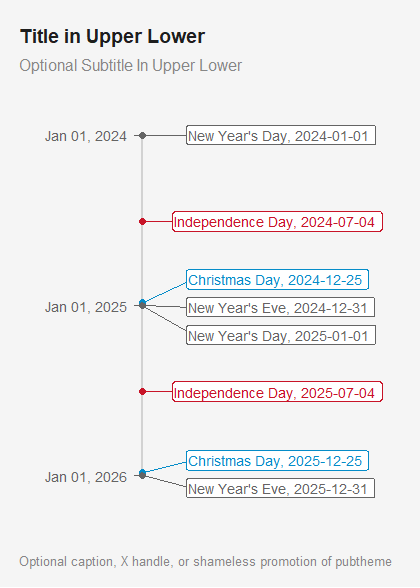 Title in Upper Lower
Optional Subtitle In Upper Lower
Jan 01, 2024
New Year's Day, 2024-01-01
Independence Day, 2024-07-04
Christmas Day, 2024-12-25
Jan 01, 2025
New Year's Eve, 2024-12-31
New Year's Day, 2025-01-01
Independence Day, 2025-07-04
Christmas Day, 2025-12-25
Jan 01, 2026
New Year's Eve, 2025-12-31
Optional caption, X handle, or shameless promotion of pubtheme